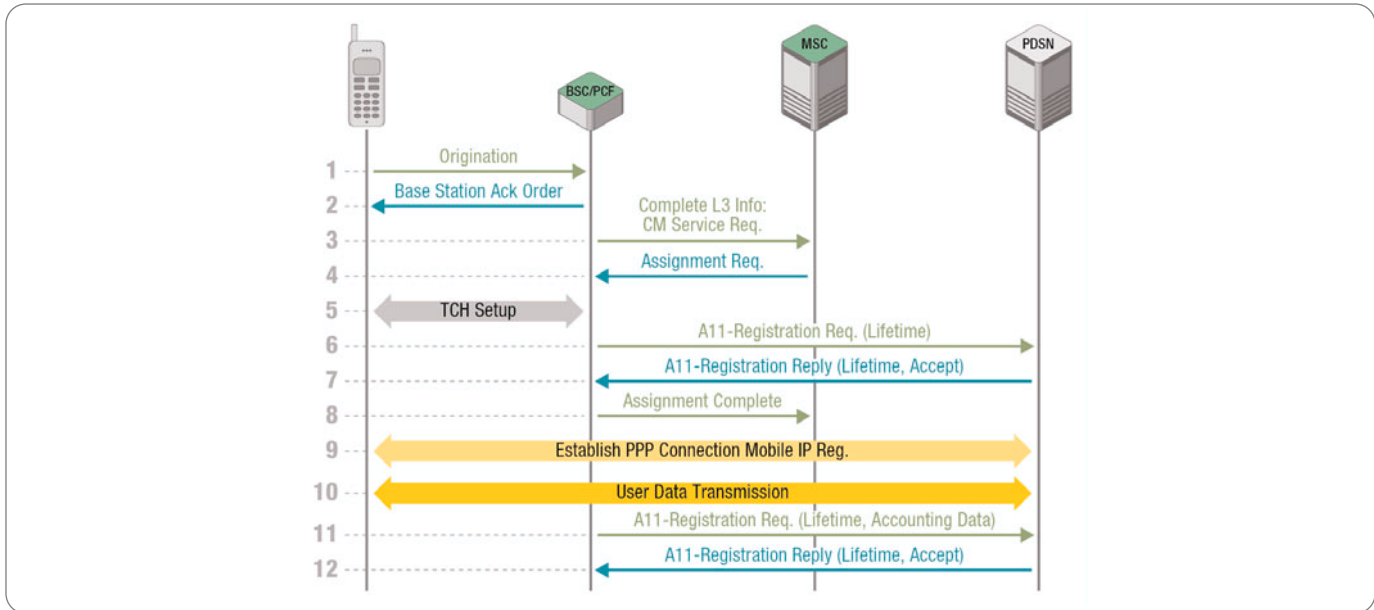 MSC
PDSN
BSC/PCF
Origination
1
Base Station Ack Order
2
Complete L3 Info:
CM Service Req.
3
Assignment Req.
4
TCH Setup
5
A11-Registration Req. (Lifetime)
6
A11-Registration Reply (Lifetime, Accept)
7
Assignment Complete
8
Establish PPP Connection Mobile IP Reg.
9
User Data Transmission
10
A11-Registration Req. (Lifetime, Accounting Data)
11
A11-Registration Reply (Lifetime, Accept)
12